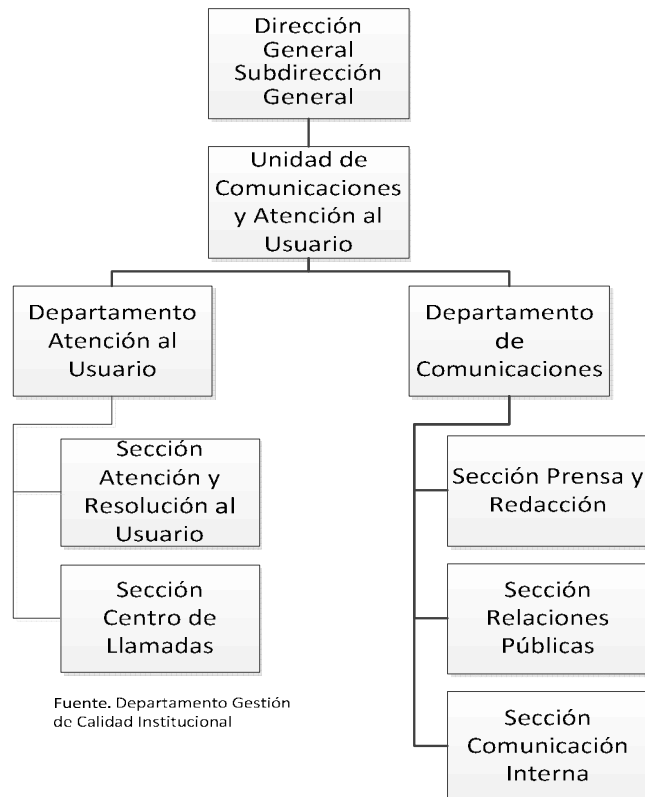 Dirección
General
Subdirección
General
Unidad de
Comunicaciones
y Atención al
Usuario
Departamento
Atención al
Usuario
Departamento
de
Comunicaciones
Sección
Atención y
Resolución al
Usuario
Sección
Centro de
Llamadas
Sección Prensa y
Redacción
Sección
Relaciones
Públicas
Sección
Comunicación
Interna
Fuente. Departamento Gestión
de Calidad Institucional